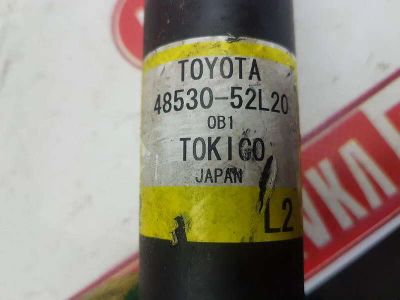 TOYOTA
48530-52L20
0B1
TOKICO
JAPAN
L2